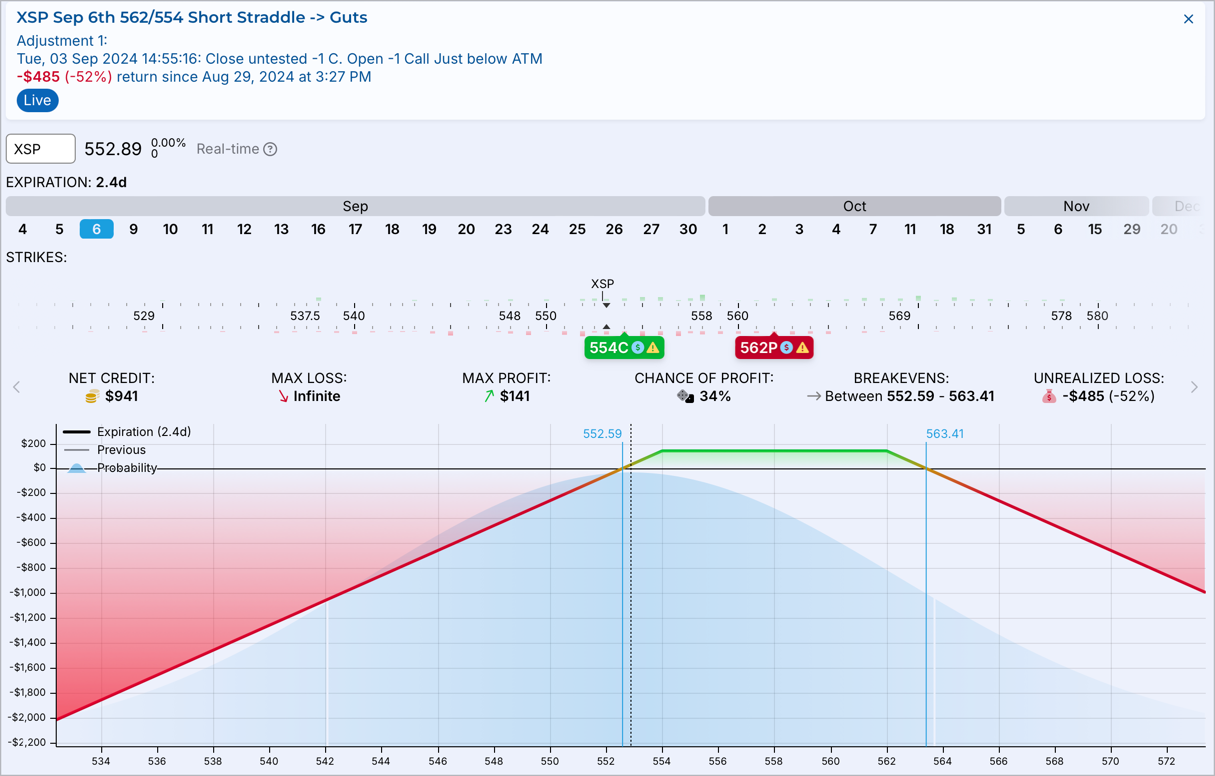 XSP Sep 6th 562/554 Short Straddle -> Guts
Adjustment 1:
Tue, 03 Sep 2024 14:55:16: Close untested -1 C. Open -1 Call Just below ATM
-$485 (-52%) return since Aug 29, 2024 at 3:27 PM
Live
XSP 552.89 0.00% 0 Real-time
EXPIRATION: 2.4d
Sep Oct Nov Dec
4 5 6 9 10 11 12 13 16 17 18 19 20 23 24 25 26 27 30 1 2 3 4 7 11 18 31 5 6 15 29 20
STRIKES:
XSP
529 537.5 540 548 550 558 560 569 578 580
554C 562P
NET CREDIT: MAX LOSS: MAX PROFIT: CHANCE OF PROFIT: BREAKEVENS: UNREALIZED LOSS:
$941 Infinite $141 34% Between 552.59 - 563.41 -$485 (-52%)
Expiration (2.4d)
Previous
Probability
552.59 563.41
$200
$0
-$200
-$400
-$600
-$800
-$1,000
-$1,200
-$1,400
-$1,600
-$1,800
-$2,000
-$2,200
534 536 538 540 542 544 546 548 550 552 554 556 558 560 562 564 566 568 570 572